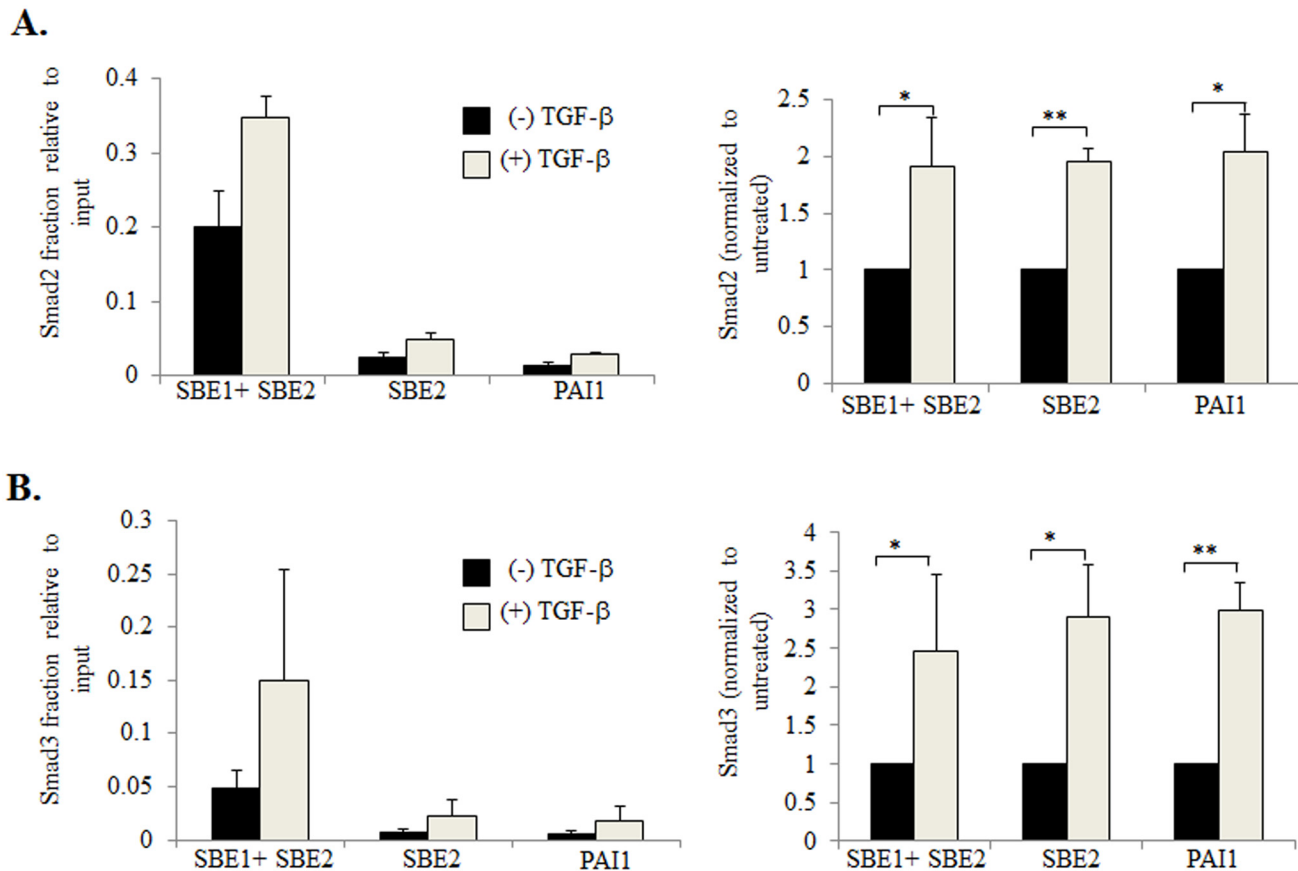 A.
Smad2 fraction relative to
input
0.4
0.3
0.2
0.1
0
(-) TGF-β
(+) TGF-β
SBE1+ SBE2
SBE2
PAI1
Smad2 (normalized to
untreated)
2.5
2
1.5
1
0.5
0
*
**
*
SBE1+ SBE2
SBE2
PAI1
B.
Smad3 fraction relative to
input
0.3
0.25
0.2
0.15
0.1
0.05
0
(-) TGF-β
(+) TGF-β
SBE1+ SBE2
SBE2
PAI1
Smad3 (normalized to
untreated)
4
3.5
3
2.5
2
1.5
1
0.5
0
*
*
**
SBE1+ SBE2
SBE2
PAI1